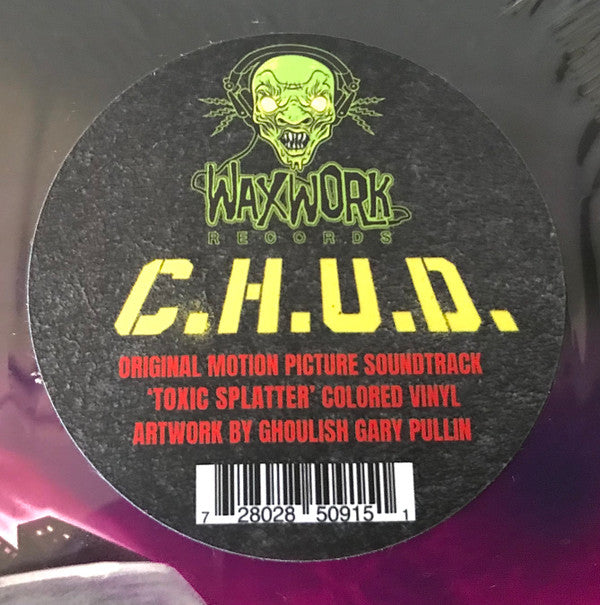 WAXWORK
RECORDS
C.H.U.D.
ORIGINAL MOTION PICTURE SOUNDTRACK
'TOXIC SPLATTER' COLORED VINYL
ARTWORK BY GHOULISH GARY PULLIN
7 28028 50915 1